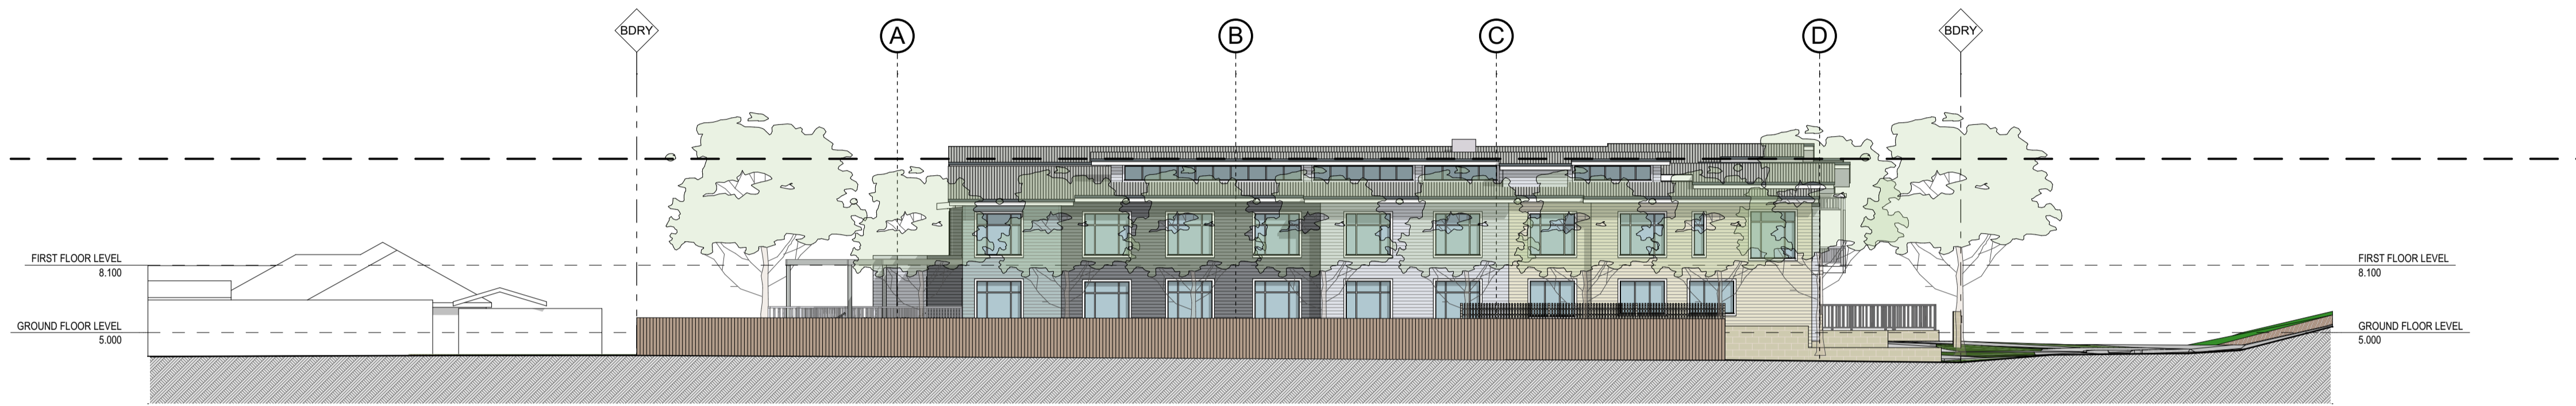 BDRY
A
B
C
D
BDRY
FIRST FLOOR LEVEL
8.100
GROUND FLOOR LEVEL
5.000
FIRST FLOOR LEVEL
8.100
GROUND FLOOR LEVEL
5.000